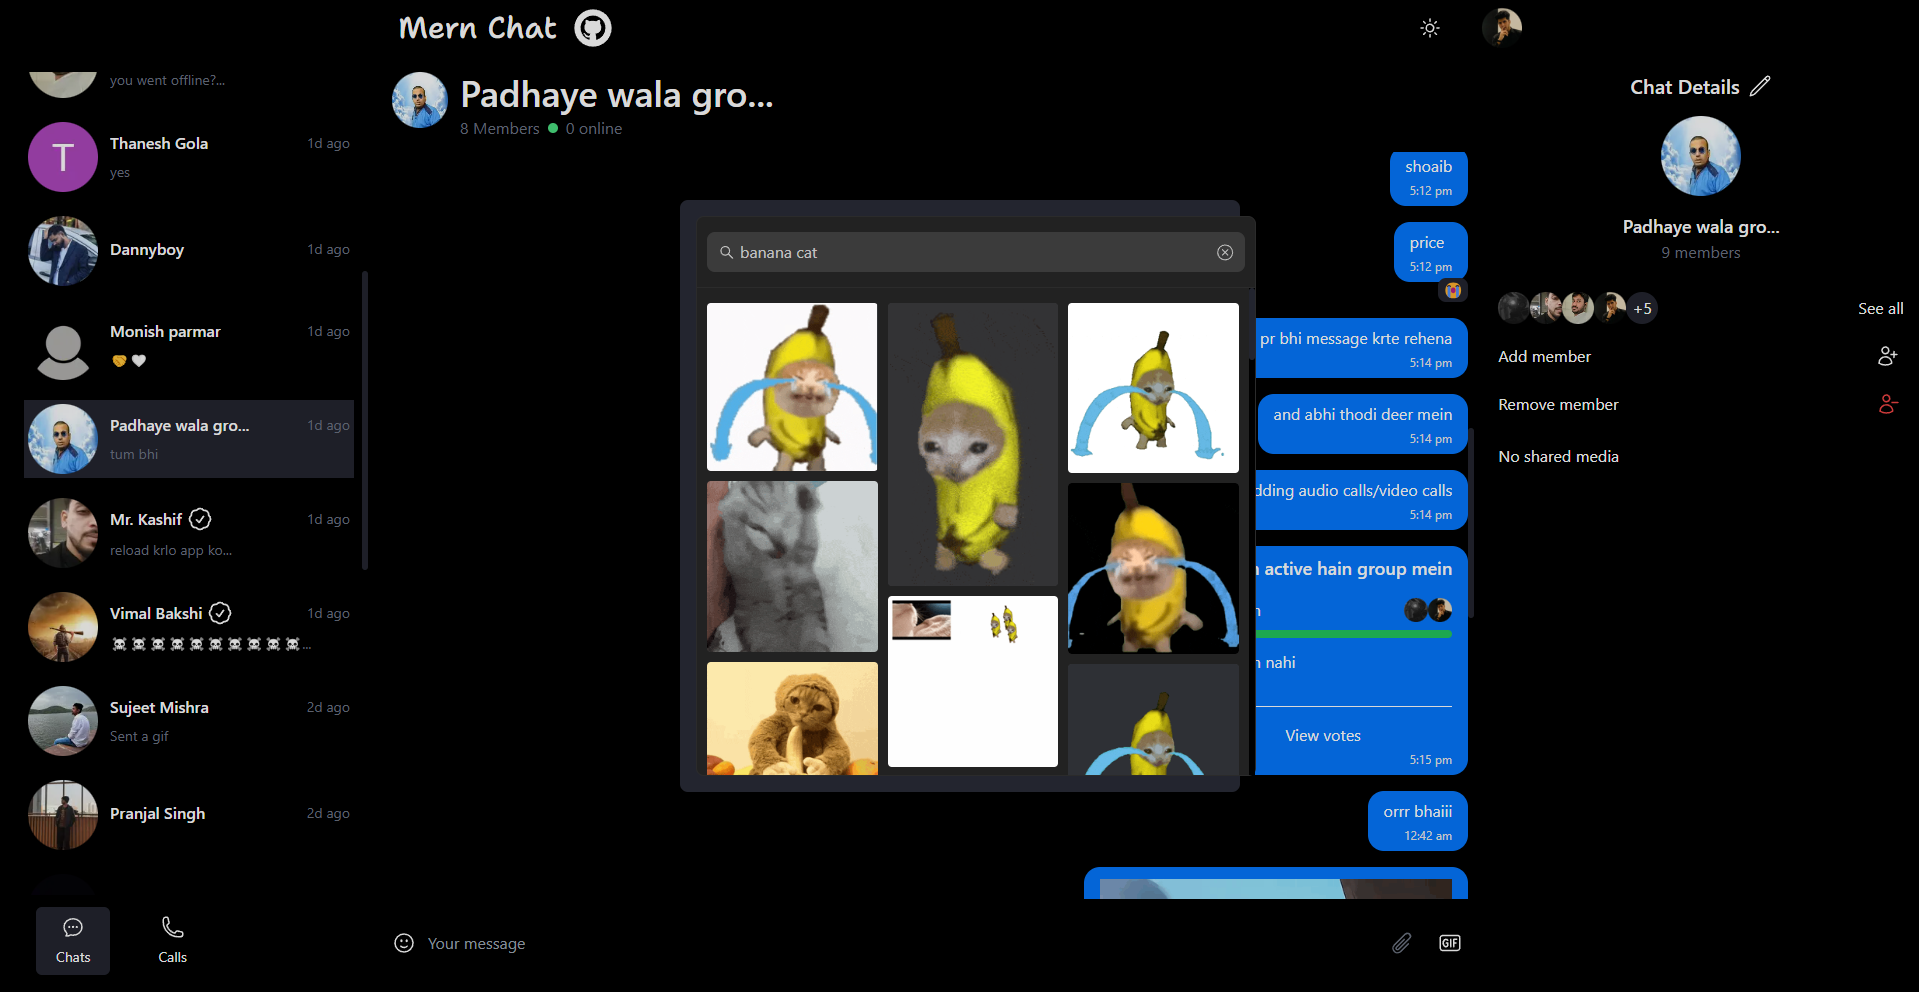 Mern Chat
you went offline?...
T
Thanesh Gola
1d ago
yes
Dannyboy
1d ago
Monish parmar
1d ago
🤝🤍
Padhaye wala gro...
1d ago
tum bhi
Mr. Kashif
1d ago
reload krlo app ko...
Vimal Bakshi
1d ago
☠️☠️☠️☠️☠️☠️☠️☠️☠️☠️...
Sujeet Mishra
2d ago
Sent a gif
Pranjal Singh
2d ago
Chats
Calls
Padhaye wala gro...
8 Members
0 online
shoaib
5:12 pm
price
5:12 pm
pr bhi message krte rehena
5:14 pm
and abhi thodi deer mein
5:14 pm
dding audio calls/video calls
5:14 pm
active hain group mein
nahi
View votes
5:15 pm
orrr bhaiii
12:42 am
banana cat
Your message
GIF
Chat Details
Padhaye wala gro...
9 members
+5
See all
Add member
Remove member
No shared media